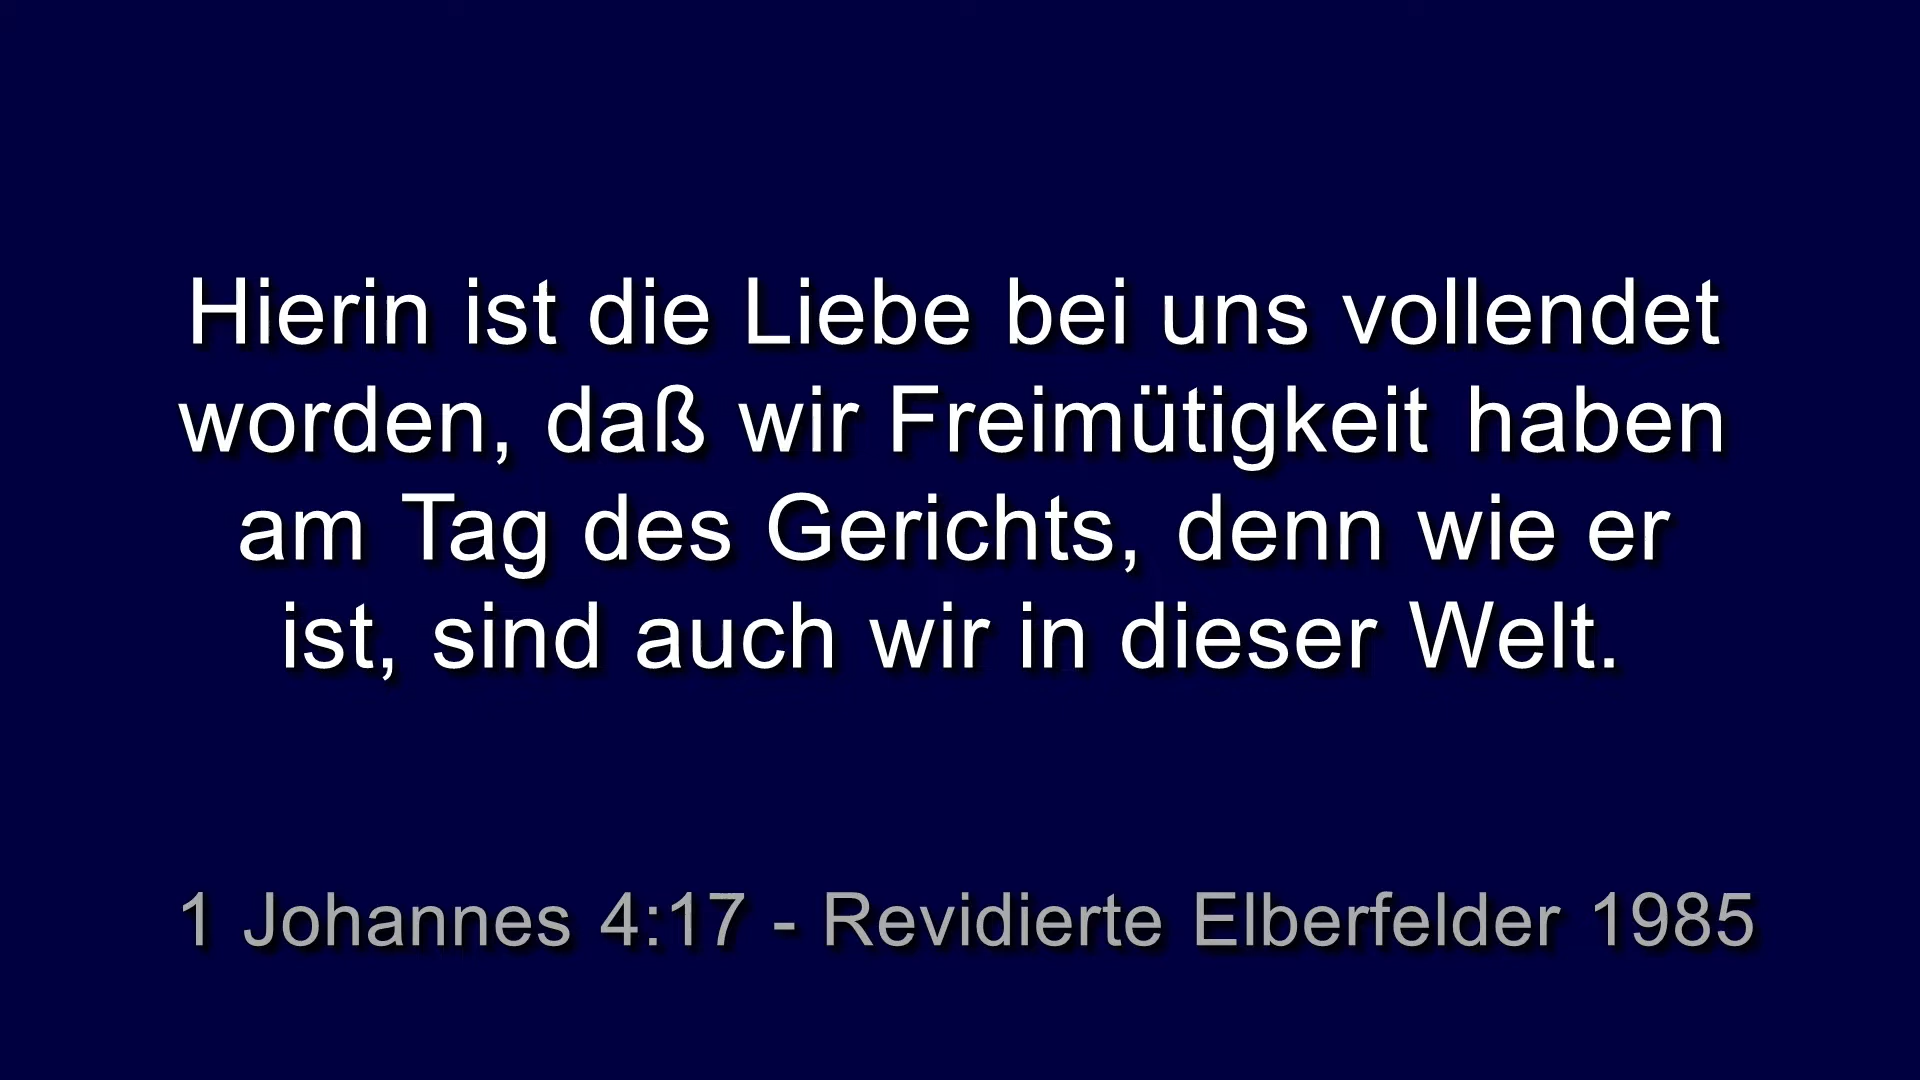 Hierin ist die Liebe bei uns vollendet
worden, daß wir Freimütigkeit haben
am Tag des Gerichts, denn wie er
ist, sind auch wir in dieser Welt.
1 Johannes 4:17 - Revidierte Elberfelder 1985